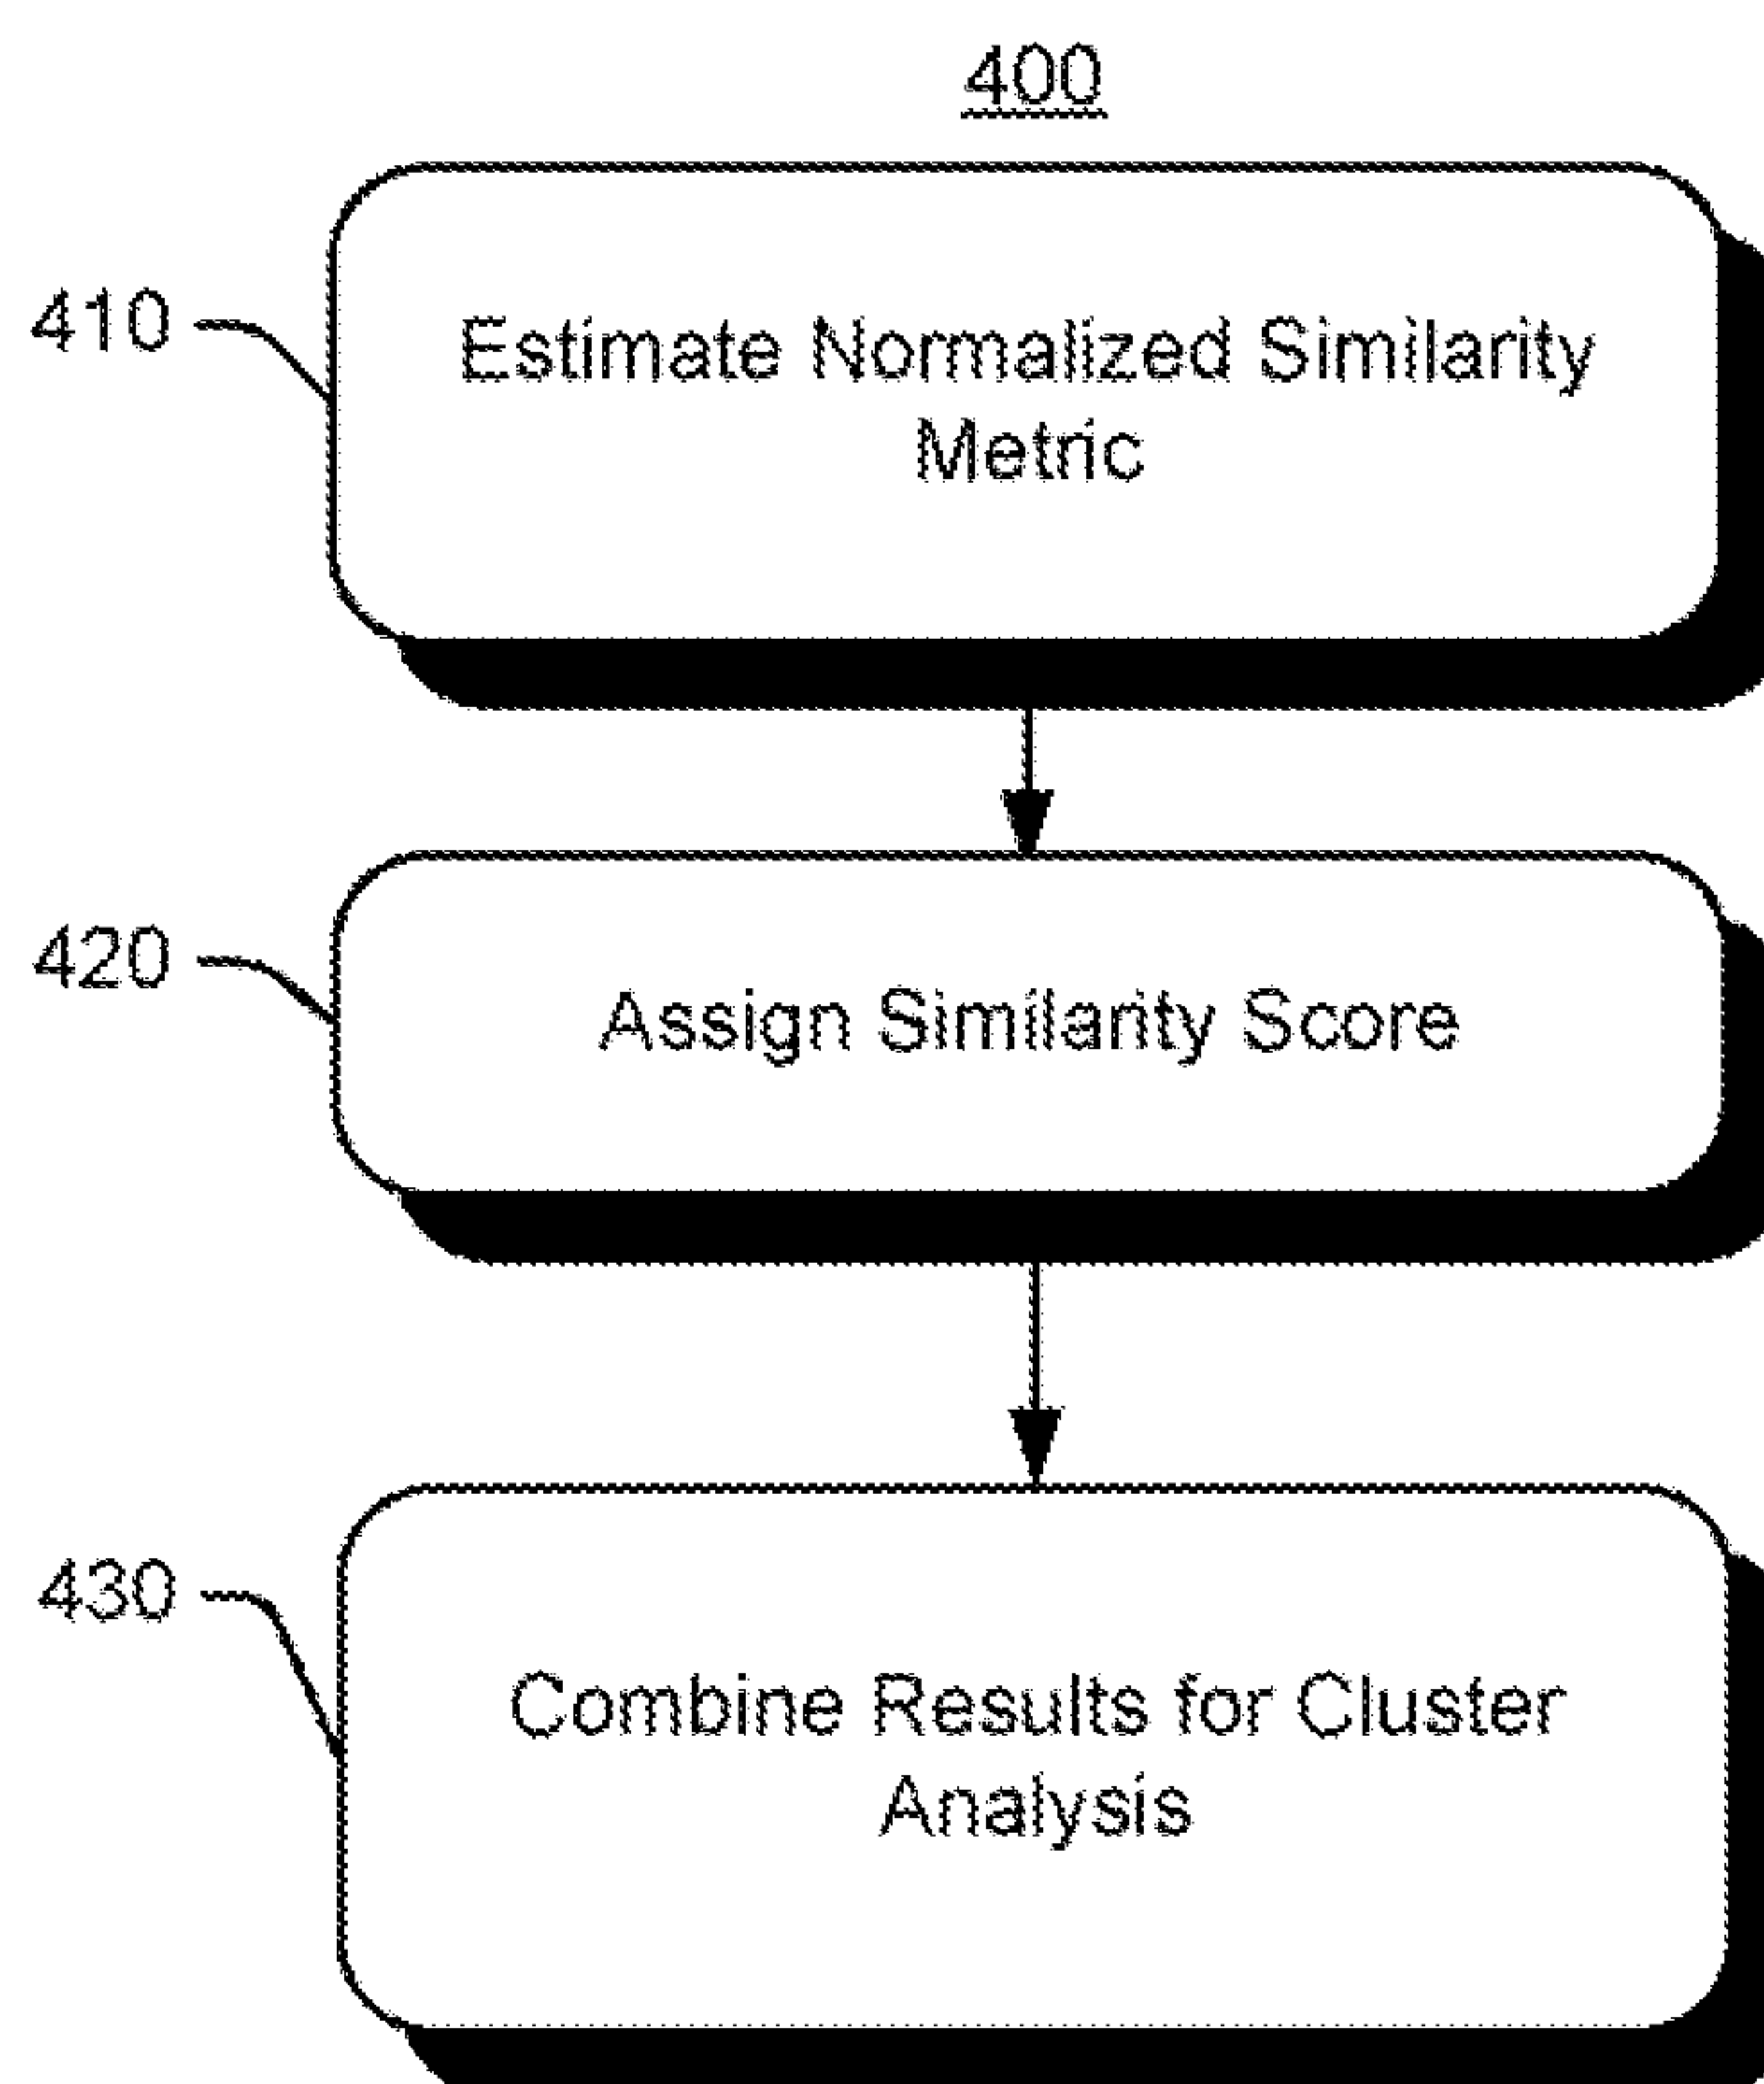 400
410
Estimate Normalized Similarity
Metric
420
Assign Similarity Score
430
Combine Results for Cluster
Analysis